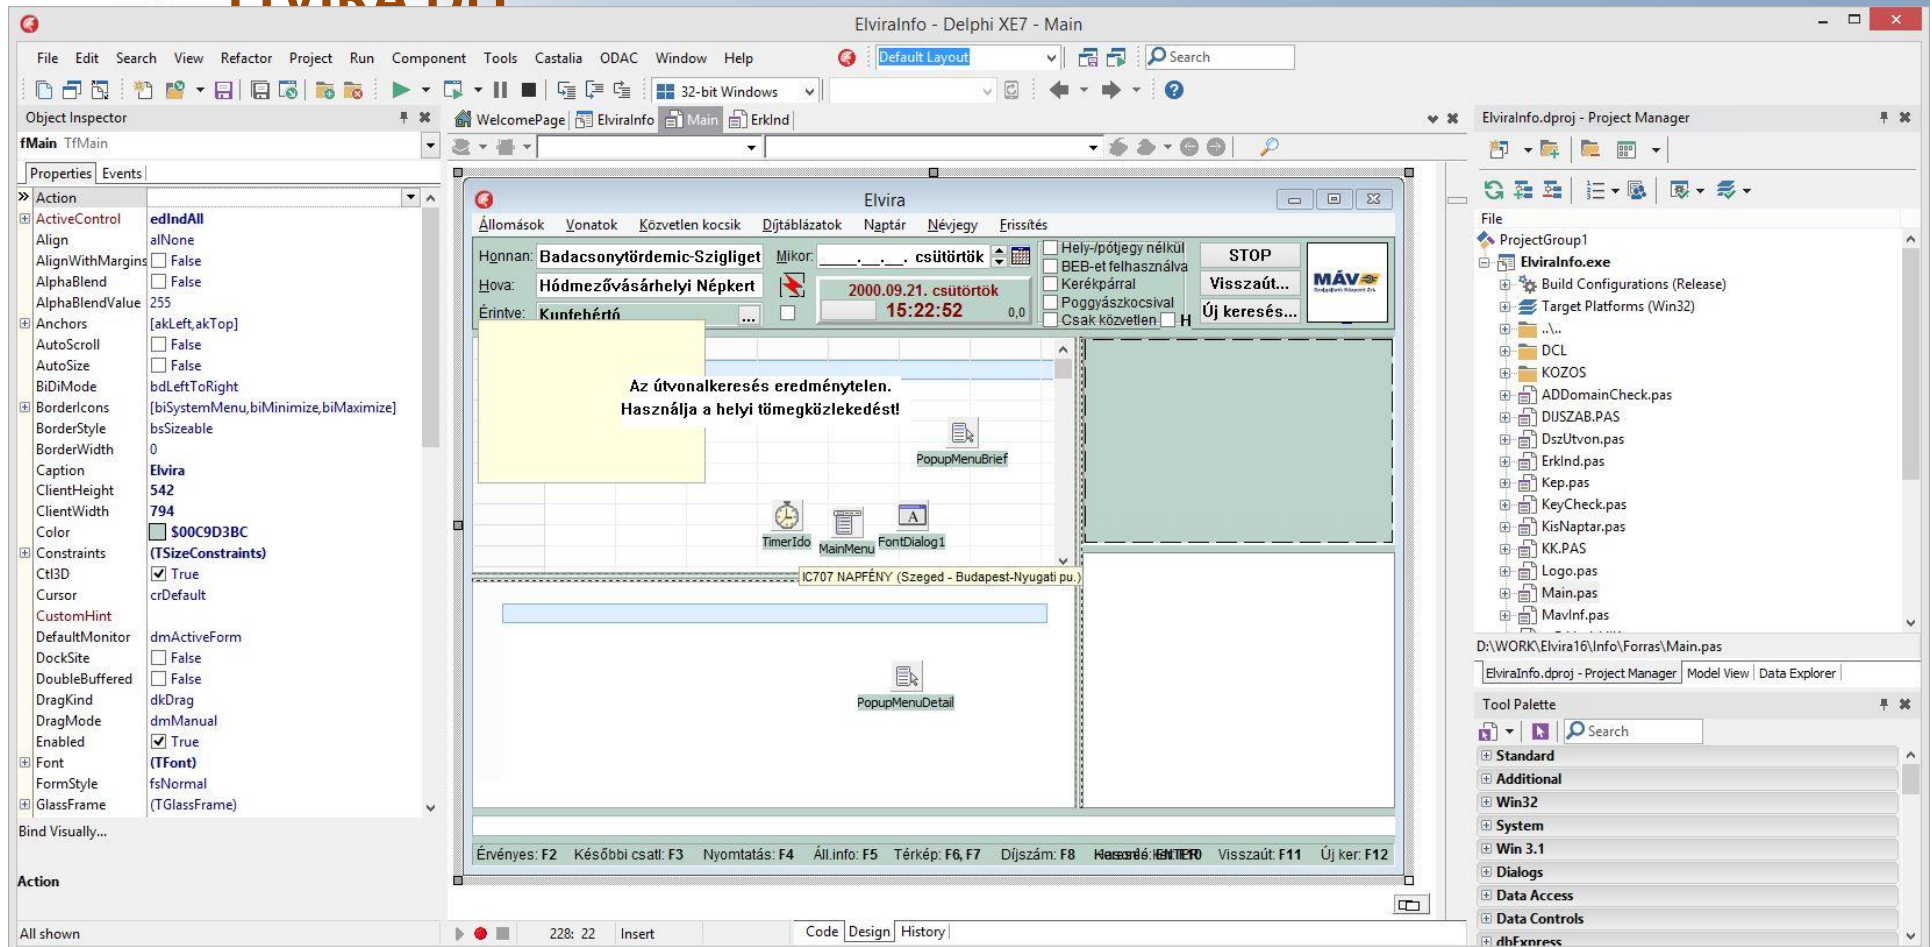 ElviraInfo - Delphi XE7 - Main
File Edit Search View Refactor Project Run Component Tools Castalia ODAC Window Help
Default Layout
Search
32-bit Windows
Object Inspector
fMain TfMain
Properties Events
Action
ActiveControl edIndAll
Align alNone
AlignWithMargins False
AlphaBlend False
AlphaBlendValue 255
Anchors [akLeft,akTop]
AutoScroll False
AutoSize False
BiDiMode bdLeftToRight
BorderIcons [biSystemMenu,biMinimize,biMaximize]
BorderStyle bsSizeable
BorderWidth 0
Caption Elvira
ClientHeight 542
ClientWidth 794
Color $00C9D3BC
Constraints (TSizeConstraints)
Ctl3D True
Cursor crDefault
CustomHint
DefaultMonitor dmActiveForm
DockSite False
DoubleBuffered False
DragKind dkDrag
DragMode dmManual
Enabled True
Font (TFont)
FormStyle fsNormal
GlassFrame (TGlassFrame)
Bind Visually...
Action
All shown
WelcomePage ElviraInfo Main ErkInd
Elvira
Állomások Vonatok Közvetlen kocsik Díjtáblázatok Naptár Névjegy Frissítés
Honnan: Badacsonytördemic-Szigliget Mikor: ____.__.__. csütörtök
Hova: Hódmezővásárhelyi Népkert
Érintve: Kunfehértó ...
2000.09.21. csütörtök
15:22:52 0,0
Hely-/pótjegy nélkül
BEB-et felhasználva
Kerékpárral
Poggyászkocsival
Csak közvetlen H
STOP
Visszaút...
Új keresés...
MÁV
Az útvonalkeresés eredménytelen.
Használja a helyi tömegközlekedést!
PopupMenuBrief
TimerIdo MainMenu FontDialog1
IC707 NAPFÉNY (Szeged - Budapest-Nyugati pu.)
PopupMenuDetail
Érvényes: F2 Későbbi csatl: F3 Nyomtatás: F4 Áll.info: F5 Térkép: F6, F7 Díjszám: F8 Visszaút: F11 Új ker: F12
228: 22 Insert
Code Design History
ElviraInfo.dproj - Project Manager
File
ProjectGroup1
ElviraInfo.exe
Build Configurations (Release)
Target Platforms (Win32)
..\..
DCL
KOZOS
ADDomainCheck.pas
DIJSZAB.PAS
DszUtvon.pas
ErkInd.pas
Kep.pas
KeyCheck.pas
KisNaptar.pas
KK.PAS
Logo.pas
Main.pas
MavInf.pas
D:\WORK\Elvira16\Info\Forras\Main.pas
ElviraInfo.dproj - Project Manager Model View Data Explorer
Tool Palette
Search
Standard
Additional
Win32
System
Win 3.1
Dialogs
Data Access
Data Controls
dbExpress